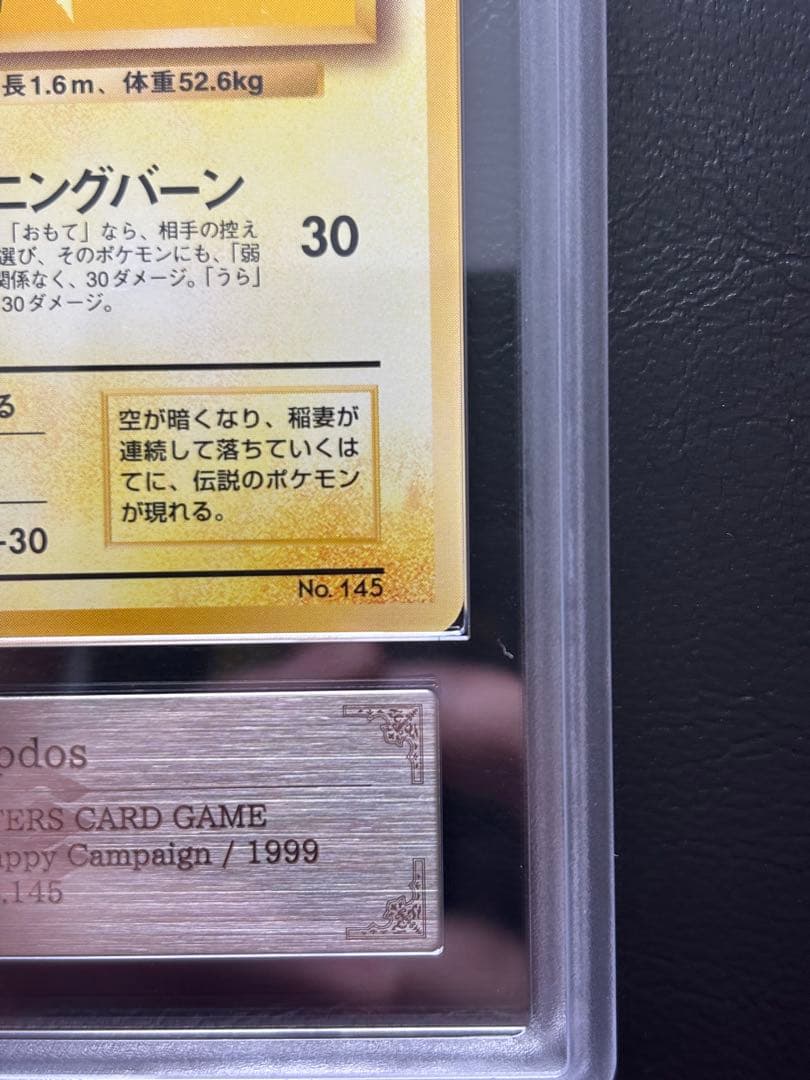 長1.6m、体重52.6kg
ニングバーン
「おもて」なら、相手の控え
選び、そのポケモンにも、「弱
関係なく、30ダメージ。「うら」
30ダメージ。
30
る
空が暗くなり、稲妻が
連続して落ちていくは
てに、伝説のポケモン
が現れる。
-30
No. 145
pdos
TERS CARD GAME
appy Campaign / 1999
.145